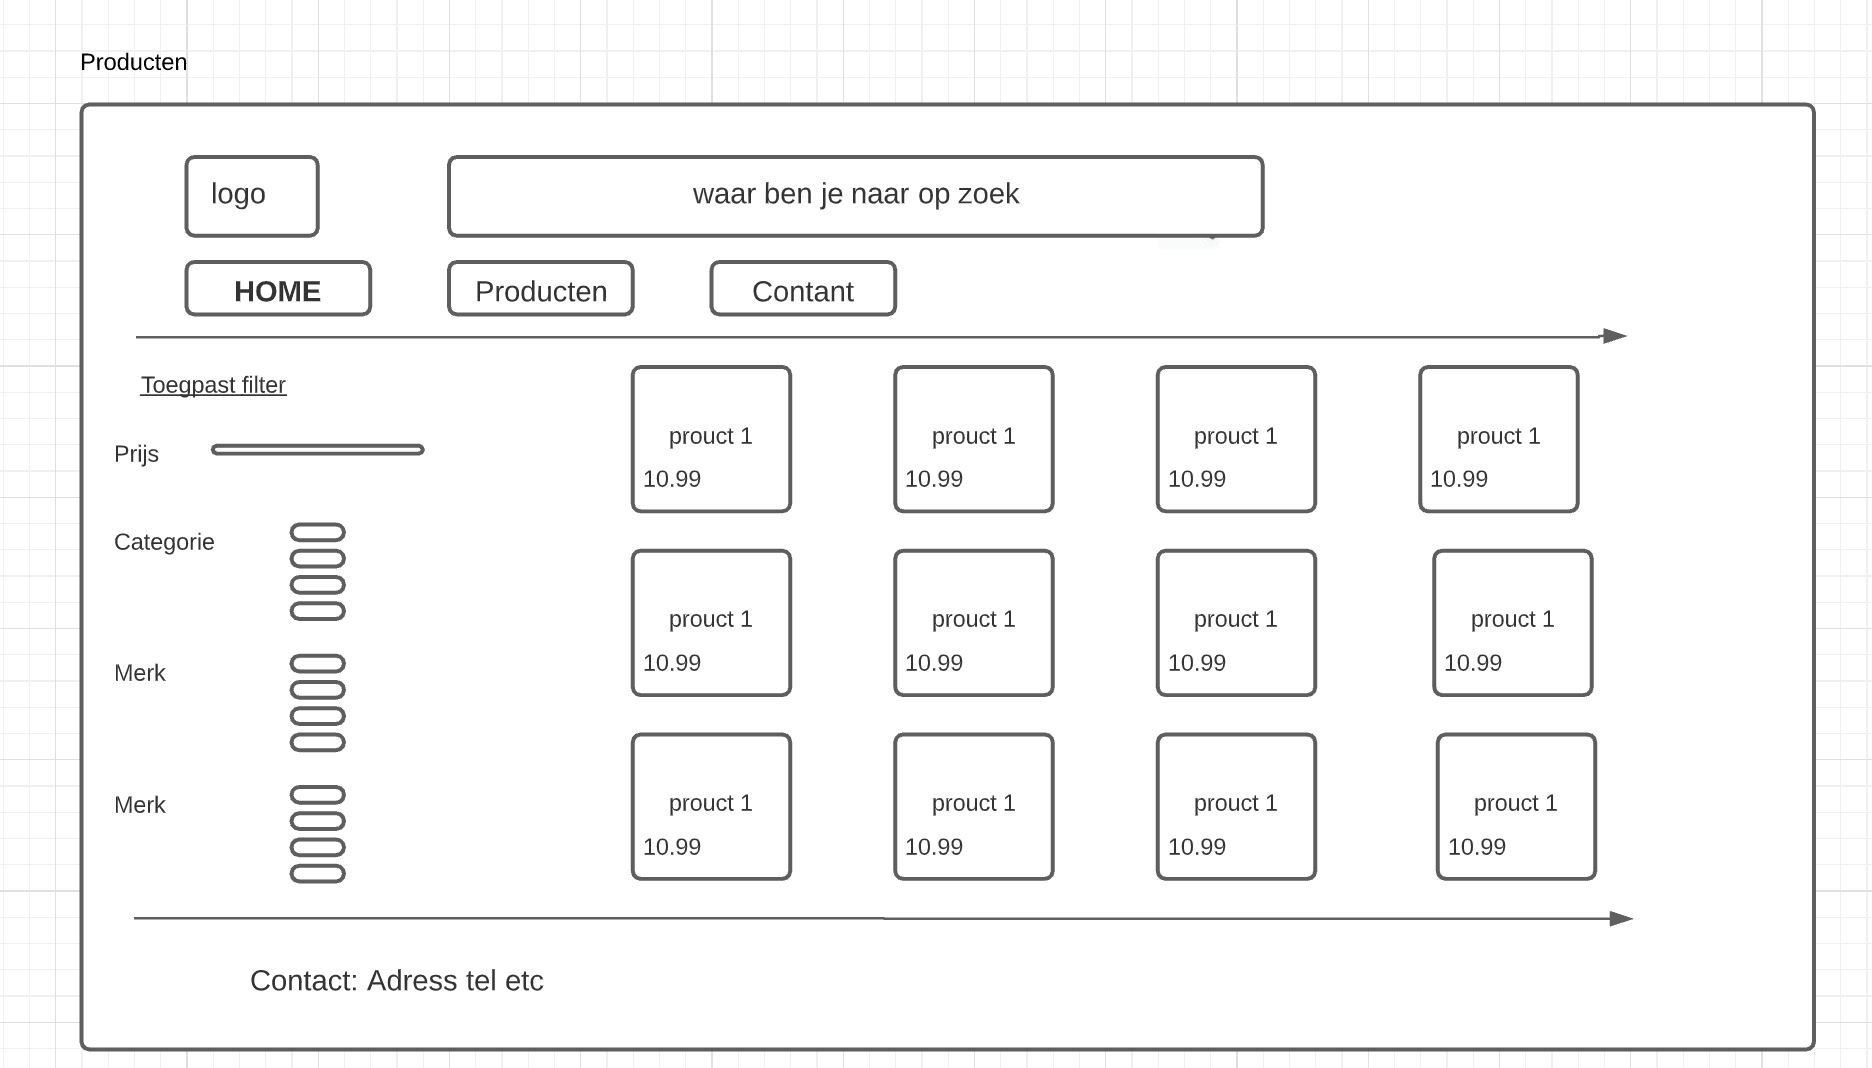 Producten
logo
waar ben je naar op zoek
HOME
Producten
Contant
Toegpast filter
Prijs
Categorie
Merk
Merk
prouct 1
10.99
prouct 1
10.99
prouct 1
10.99
prouct 1
10.99
prouct 1
10.99
prouct 1
10.99
prouct 1
10.99
prouct 1
10.99
prouct 1
10.99
prouct 1
10.99
prouct 1
10.99
prouct 1
10.99
Contact: Adress tel etc